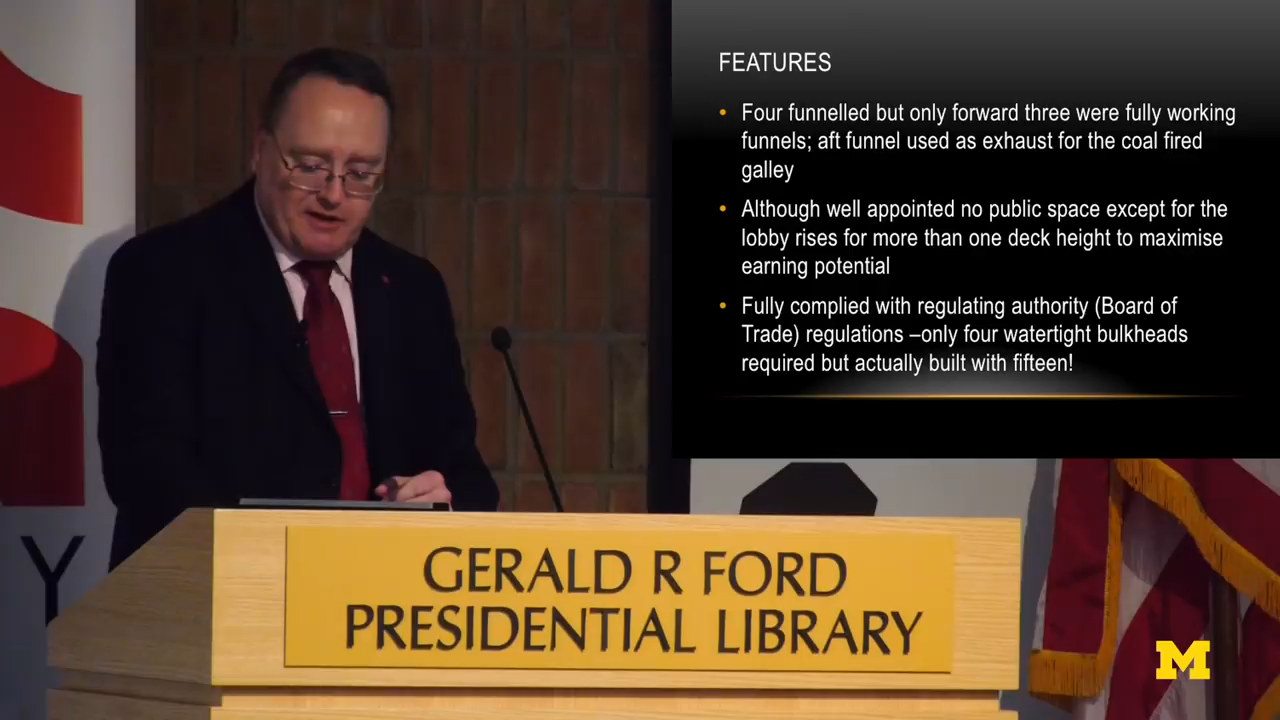 FEATURES
• Four funnelled but only forward three were fully working
funnels; aft funnel used as exhaust for the coal fired
galley
• Although well appointed no public space except for the
lobby rises for more than one deck height to maximise
earning potential
• Fully complied with regulating authority (Board of
Trade) regulations –only four watertight bulkheads
required but actually built with fifteen!
Y
GERALD R FORD
PRESIDENTIAL LIBRARY
M